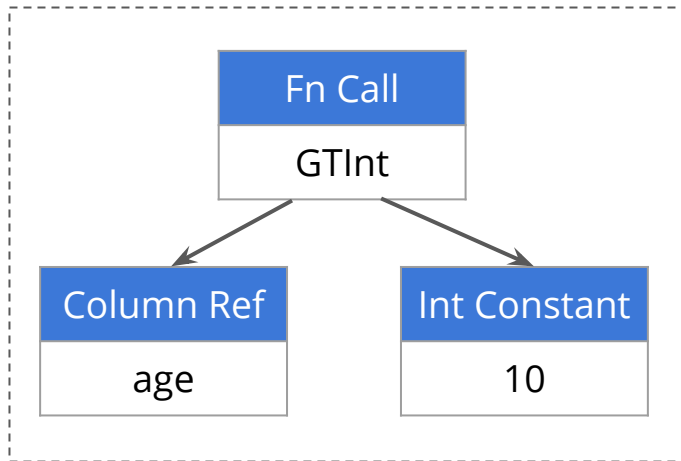 Fn Call
GTInt
Column Ref
age
Int Constant
10